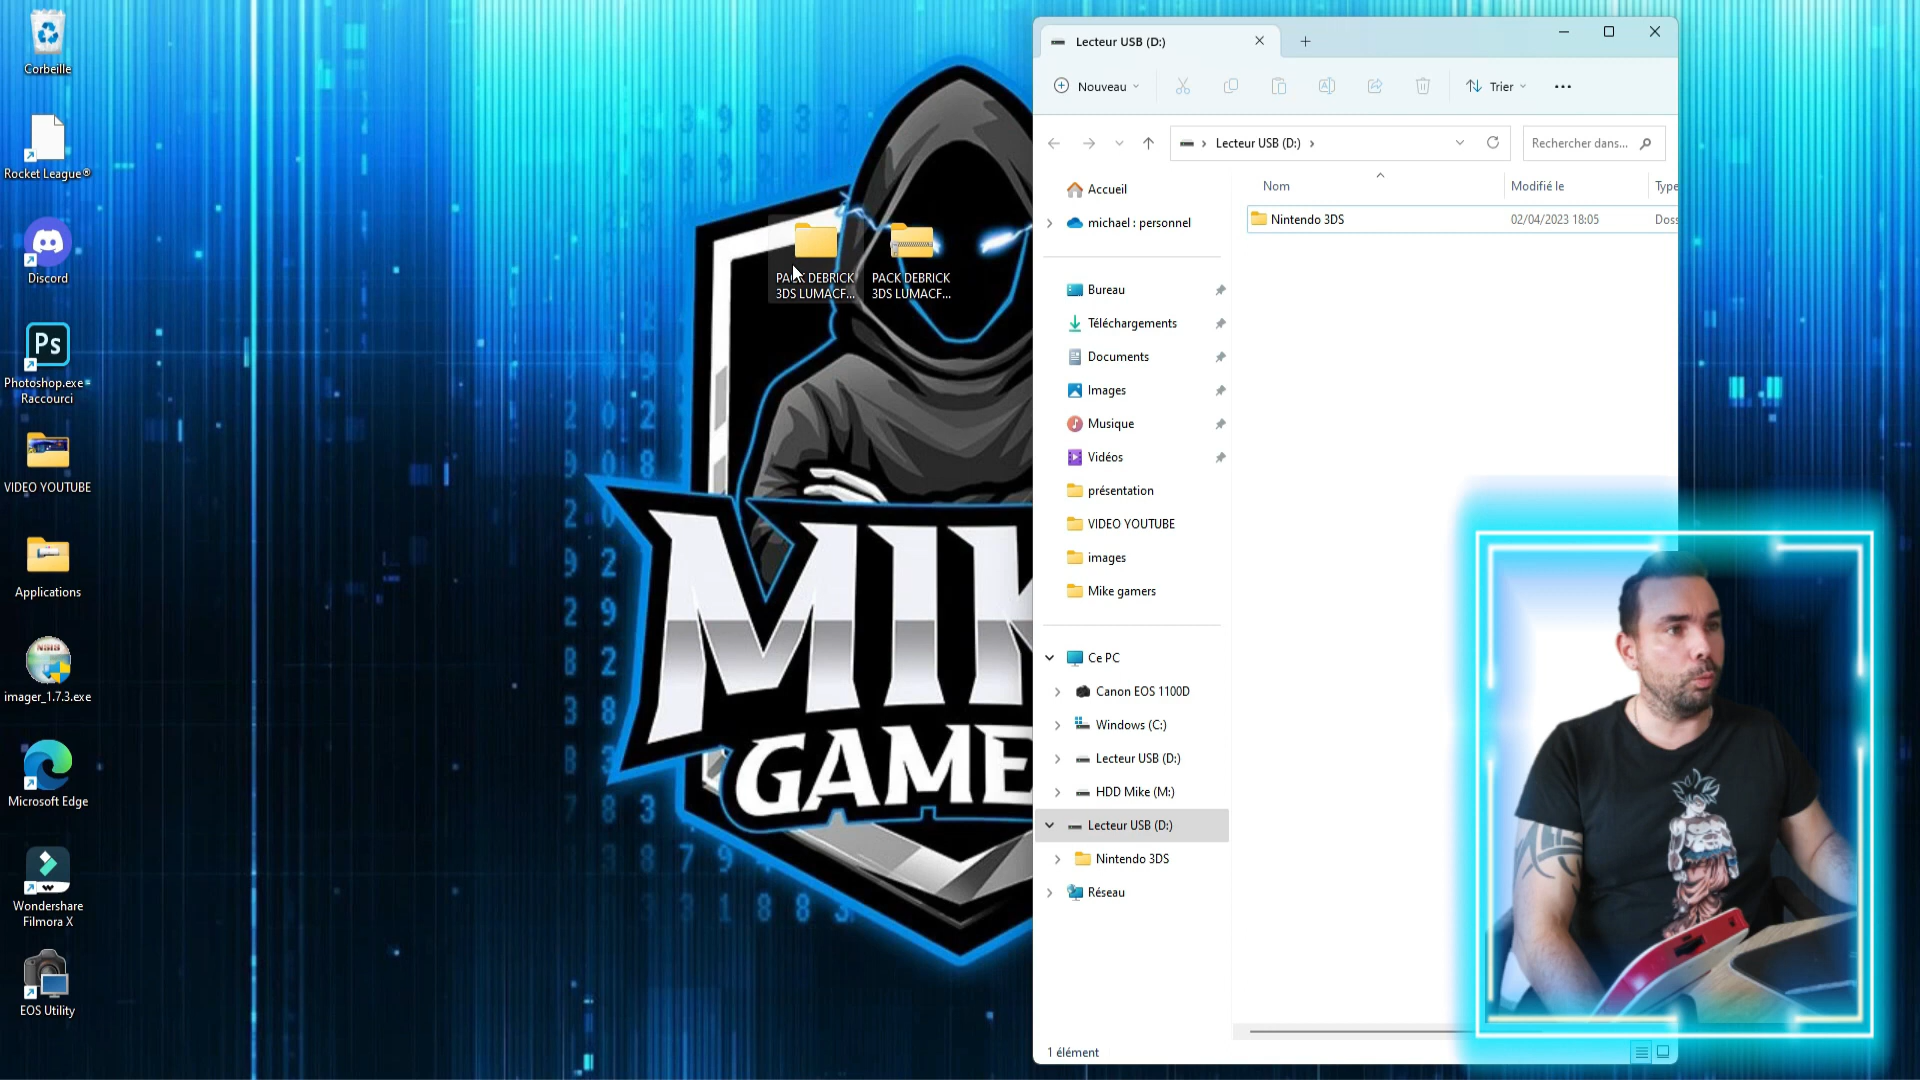 Corbeille
Rocket League®
Discord
Ps
Photoshop.exe -
Raccourci
VIDEO YOUTUBE
Applications
NSIS
imager_1.7.3.exe
Microsoft Edge
Wondershare
Filmora X
EOS Utility
PACK DEBRICK
3DS LUMACF...
PACK DEBRICK
3DS LUMACF...
GAME
Lecteur USB (D:)
Nouveau
Trier
Lecteur USB (D:)
Rechercher dans...
Nom
Modifié le
Type
Nintendo 3DS
02/04/2023 18:05
Doss
Accueil
michael : personnel
Bureau
Téléchargements
Documents
Images
Musique
Vidéos
présentation
VIDEO YOUTUBE
images
Mike gamers
Ce PC
Canon EOS 1100D
Windows (C:)
Lecteur USB (D:)
HDD Mike (M:)
Lecteur USB (D:)
Nintendo 3DS
Réseau
1 élément